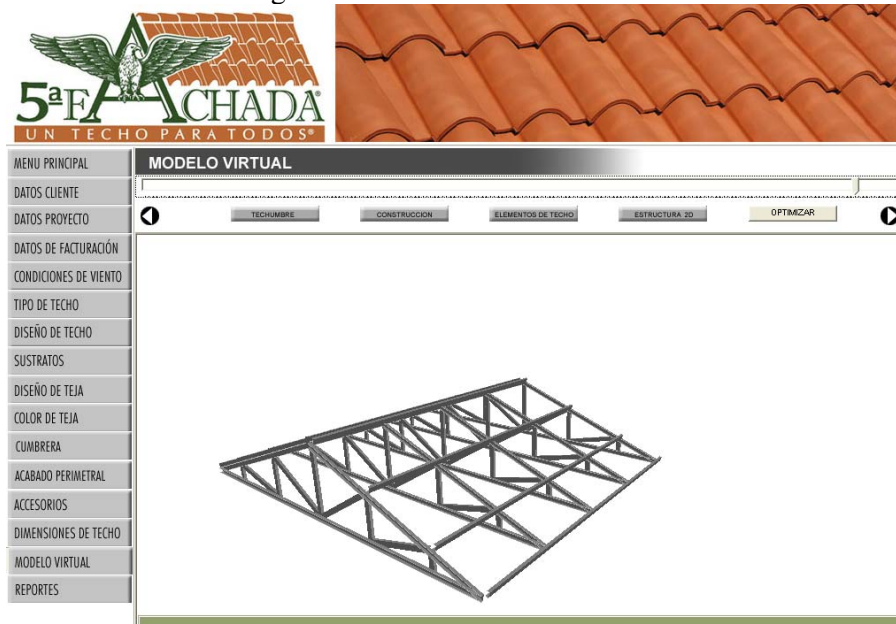 5ªFACHADA
UN TECHO PARA TODOS®
MENU PRINCIPAL
DATOS CLIENTE
DATOS PROYECTO
DATOS DE FACTURACIÓN
CONDICIONES DE VIENTO
TIPO DE TECHO
DISEÑO DE TECHO
SUSTRATOS
DISEÑO DE TEJA
COLOR DE TEJA
CUMBRERA
ACABADO PERIMETRAL
ACCESORIOS
DIMENSIONES DE TECHO
MODELO VIRTUAL
REPORTES
MODELO VIRTUAL
TECHUMBRE
CONSTRUCCION
ELEMENTOS DE TECHO
ESTRUCTURA 2D
OPTIMIZAR